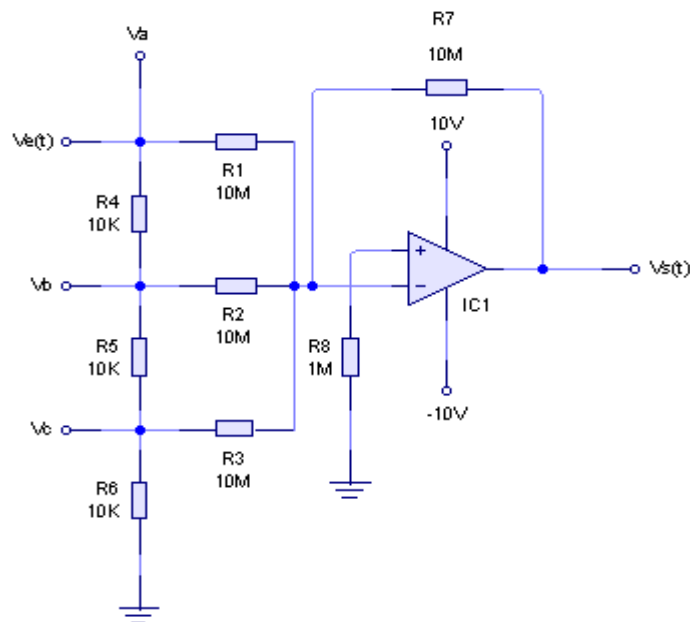 R7
Va
10M
10V
Ve(t)
R1
10M
R4
10K
Vb
R2
10M
IC1
Vs(t)
R5
10K
R8
1M
Vc
R3
10M
-10V
R6
10K
+
−